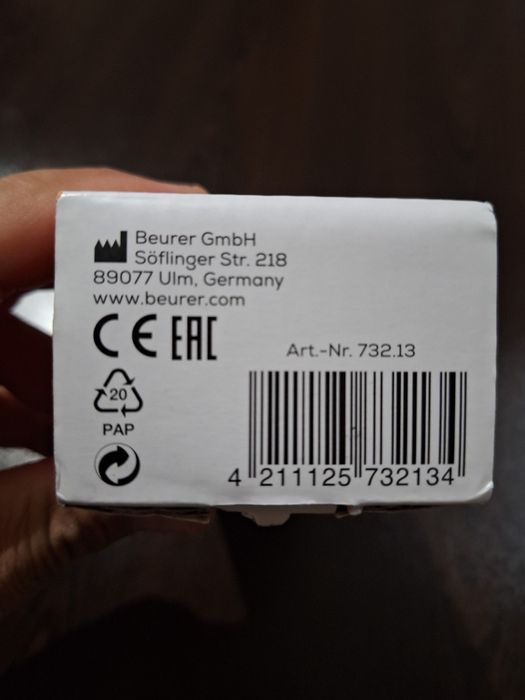 Beurer GmbH
Söflinger Str. 218
89077 Ulm, Germany
www.beurer.com
CE EAC
Art.-Nr. 732.13
20
PAP
4 211125 732134